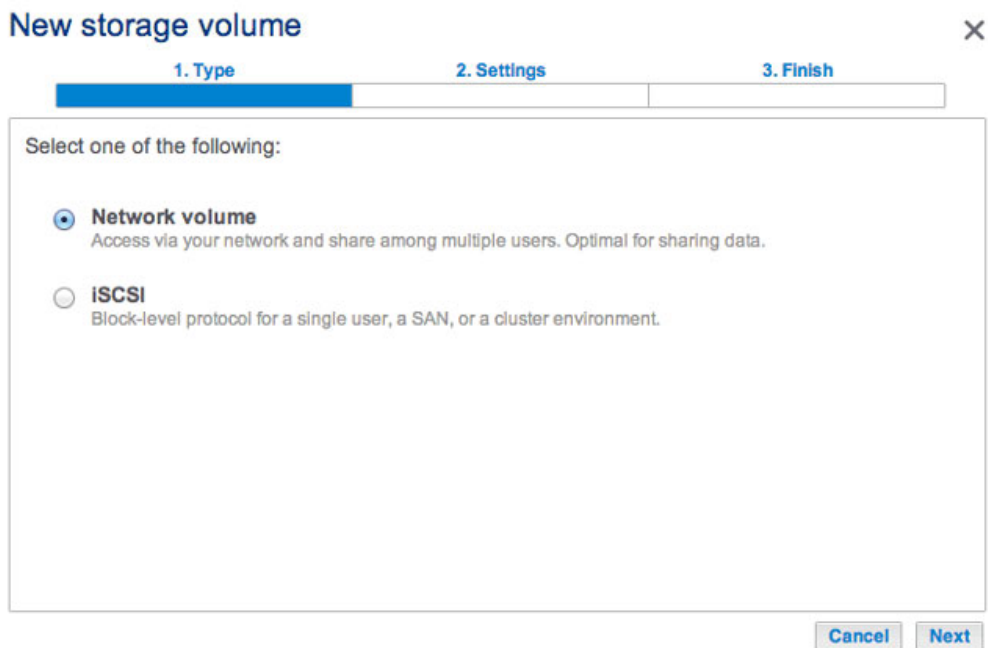 New storage volume
1. Type 2. Settings 3. Finish
Select one of the following:
Network volume
Access via your network and share among multiple users. Optimal for sharing data.
iSCSI
Block-level protocol for a single user, a SAN, or a cluster environment.
Cancel Next